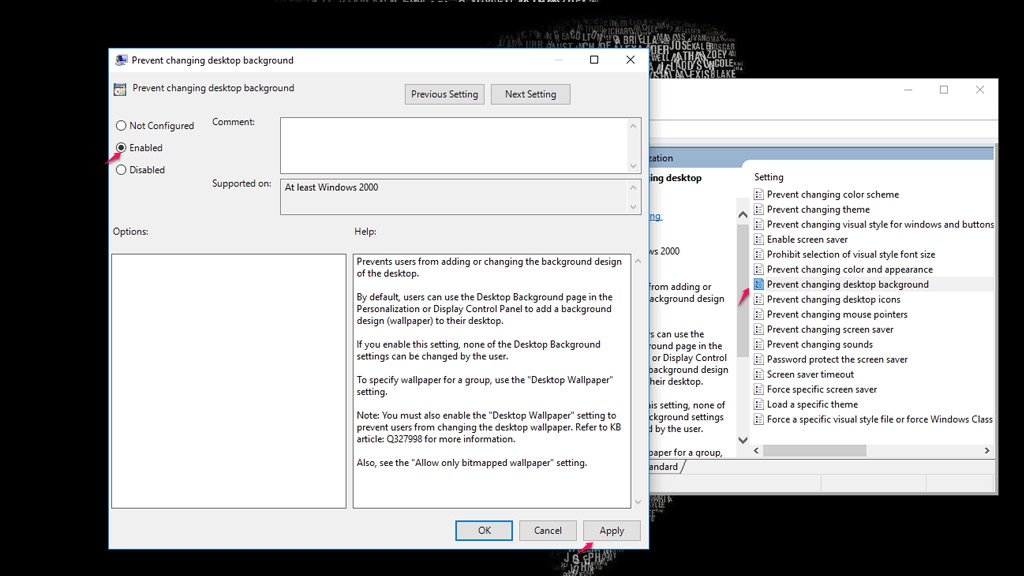 Prevent changing desktop background
Prevent changing desktop background
Previous Setting
Next Setting
Not Configured
Comment:
Enabled
Disabled
Supported on:
At least Windows 2000
Options:
Help:
Prevents users from adding or changing the background design
of the desktop.
By default, users can use the Desktop Background page in the
Personalization or Display Control Panel to add a background
design (wallpaper) to their desktop.
If you enable this setting, none of the Desktop Background
settings can be changed by the user.
To specify wallpaper for a group, use the "Desktop Wallpaper"
setting.
Note: You must also enable the "Desktop Wallpaper" setting to
prevent users from changing the desktop wallpaper. Refer to KB
article: Q327998 for more information.
Also, see the "Allow only bitmapped wallpaper" setting.
OK
Cancel
Apply
zation
ing desktop
ng.
ws 2000
from adding or
ackground design
rs can use the
round page in the
or Display Control
background design
heir desktop.
is setting, none of
ckground settings
d by the user.
paper for a group,
andard
Setting
Prevent changing color scheme
Prevent changing theme
Prevent changing visual style for windows and buttons
Enable screen saver
Prohibit selection of visual style font size
Prevent changing color and appearance
Prevent changing desktop background
Prevent changing desktop icons
Prevent changing mouse pointers
Prevent changing screen saver
Prevent changing sounds
Password protect the screen saver
Screen saver timeout
Force specific screen saver
Load a specific theme
Force a specific visual style file or force Windows Class